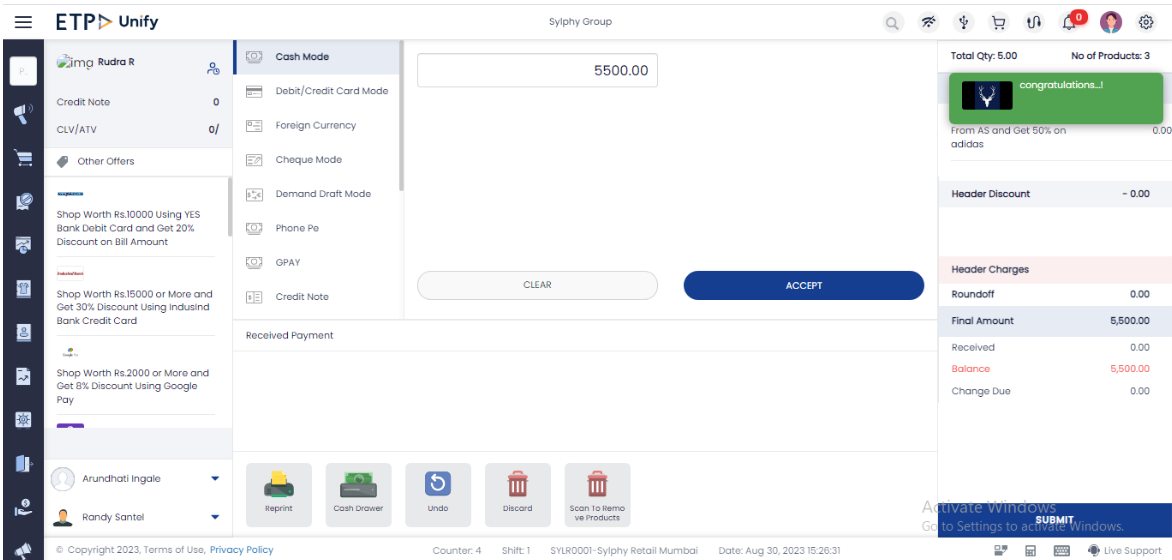 ETP Unify
Sylphy Group
0
P.
img Rudra R
Credit Note 0
CLV/ATV 0/
Other Offers
Shop Worth Rs.10000 Using YES
Bank Debit Card and Get 20%
Discount on Bill Amount
IndusInd Bank
Shop Worth Rs.15000 or More and
Get 30% Discount Using IndusInd
Bank Credit Card
Shop Worth Rs.2000 or More and
Get 8% Discount Using Google
Pay
Arundhati Ingale
Randy Santel
Cash Mode
Debit/Credit Card Mode
Foreign Currency
Cheque Mode
Demand Draft Mode
Phone Pe
GPAY
Credit Note
5500.00
CLEAR
ACCEPT
Received Payment
Reprint
Cash Drawer
Undo
Discard
Scan To Remo
ve Products
Total Qty: 5.00 No of Products: 3
congratulations...!
From AS and Get 50% on 0.00
adidas
Header Discount - 0.00
Header Charges
Roundoff 0.00
Final Amount 5,500.00
Received 0.00
Balance 5,500.00
Change Due 0.00
Activate Windows
Go to Settings to activate Windows.
SUBMIT
© Copyright 2023, Terms of Use, Privacy Policy
Counter: 4 Shift: 1 SYLR0001-Sylphy Retail Mumbai Date: Aug 30, 2023 15:26:31
Live Support